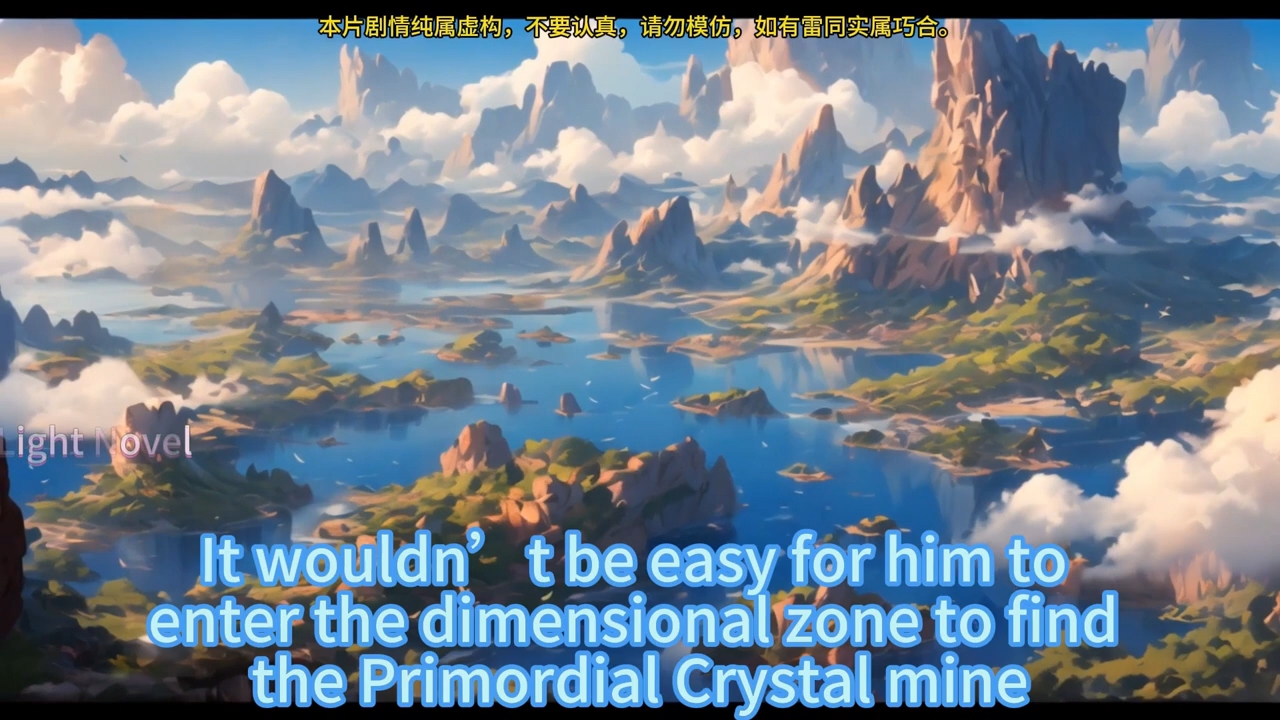 本片剧情纯属虚构，不要认真，请勿模仿，如有雷同实属巧合。
Light Novel
It wouldn’t be easy for him to
enter the dimensional zone to find
the Primordial Crystal mine